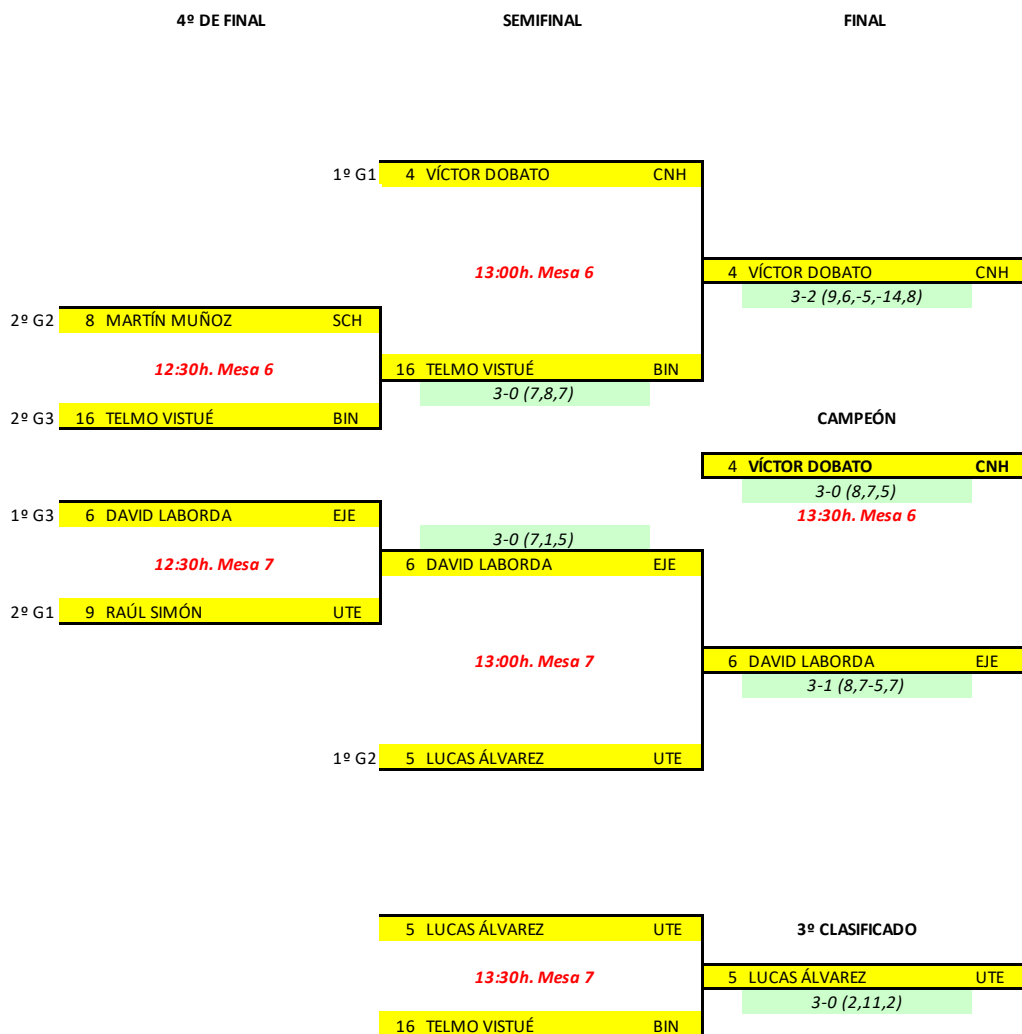 4º DE FINAL SEMIFINAL FINAL
1º G1 4 VÍCTOR DOBATO CNH
13:00h. Mesa 6 4 VÍCTOR DOBATO CNH
3-2 (9,6,-5,-14,8)
2º G2 8 MARTÍN MUÑOZ SCH
12:30h. Mesa 6 16 TELMO VISTUÉ BIN
3-0 (7,8,7)
2º G3 16 TELMO VISTUÉ BIN CAMPEÓN
4 VÍCTOR DOBATO CNH
3-0 (8,7,5)
1º G3 6 DAVID LABORDA EJE 13:30h. Mesa 6
3-0 (7,1,5)
12:30h. Mesa 7 6 DAVID LABORDA EJE
2º G1 9 RAÚL SIMÓN UTE
13:00h. Mesa 7 6 DAVID LABORDA EJE
3-1 (8,7-5,7)
1º G2 5 LUCAS ÁLVAREZ UTE
5 LUCAS ÁLVAREZ UTE 3º CLASIFICADO
13:30h. Mesa 7 5 LUCAS ÁLVAREZ UTE
3-0 (2,11,2)
16 TELMO VISTUÉ BIN